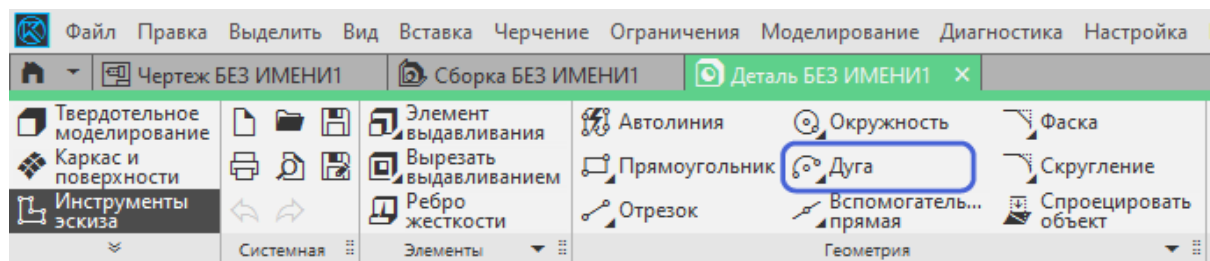 Файл Правка Выделить Вид Вставка Черчение Ограничения Моделирование Диагностика Настройка
Чертеж БЕЗ ИМЕНИ1 Сборка БЕЗ ИМЕНИ1 Деталь БЕЗ ИМЕНИ1
Твердотельное
моделирование
Каркас и
поверхности
Инструменты
эскиза
Системная
Элемент
выдавливания
Вырезать
выдавливанием
Ребро
жесткости
Элементы
Автолиния Окружность Фаска
Прямоугольник Дуга Скругление
Отрезок
Вспомогатель...
прямая
Спроецировать
объект
Геометрия